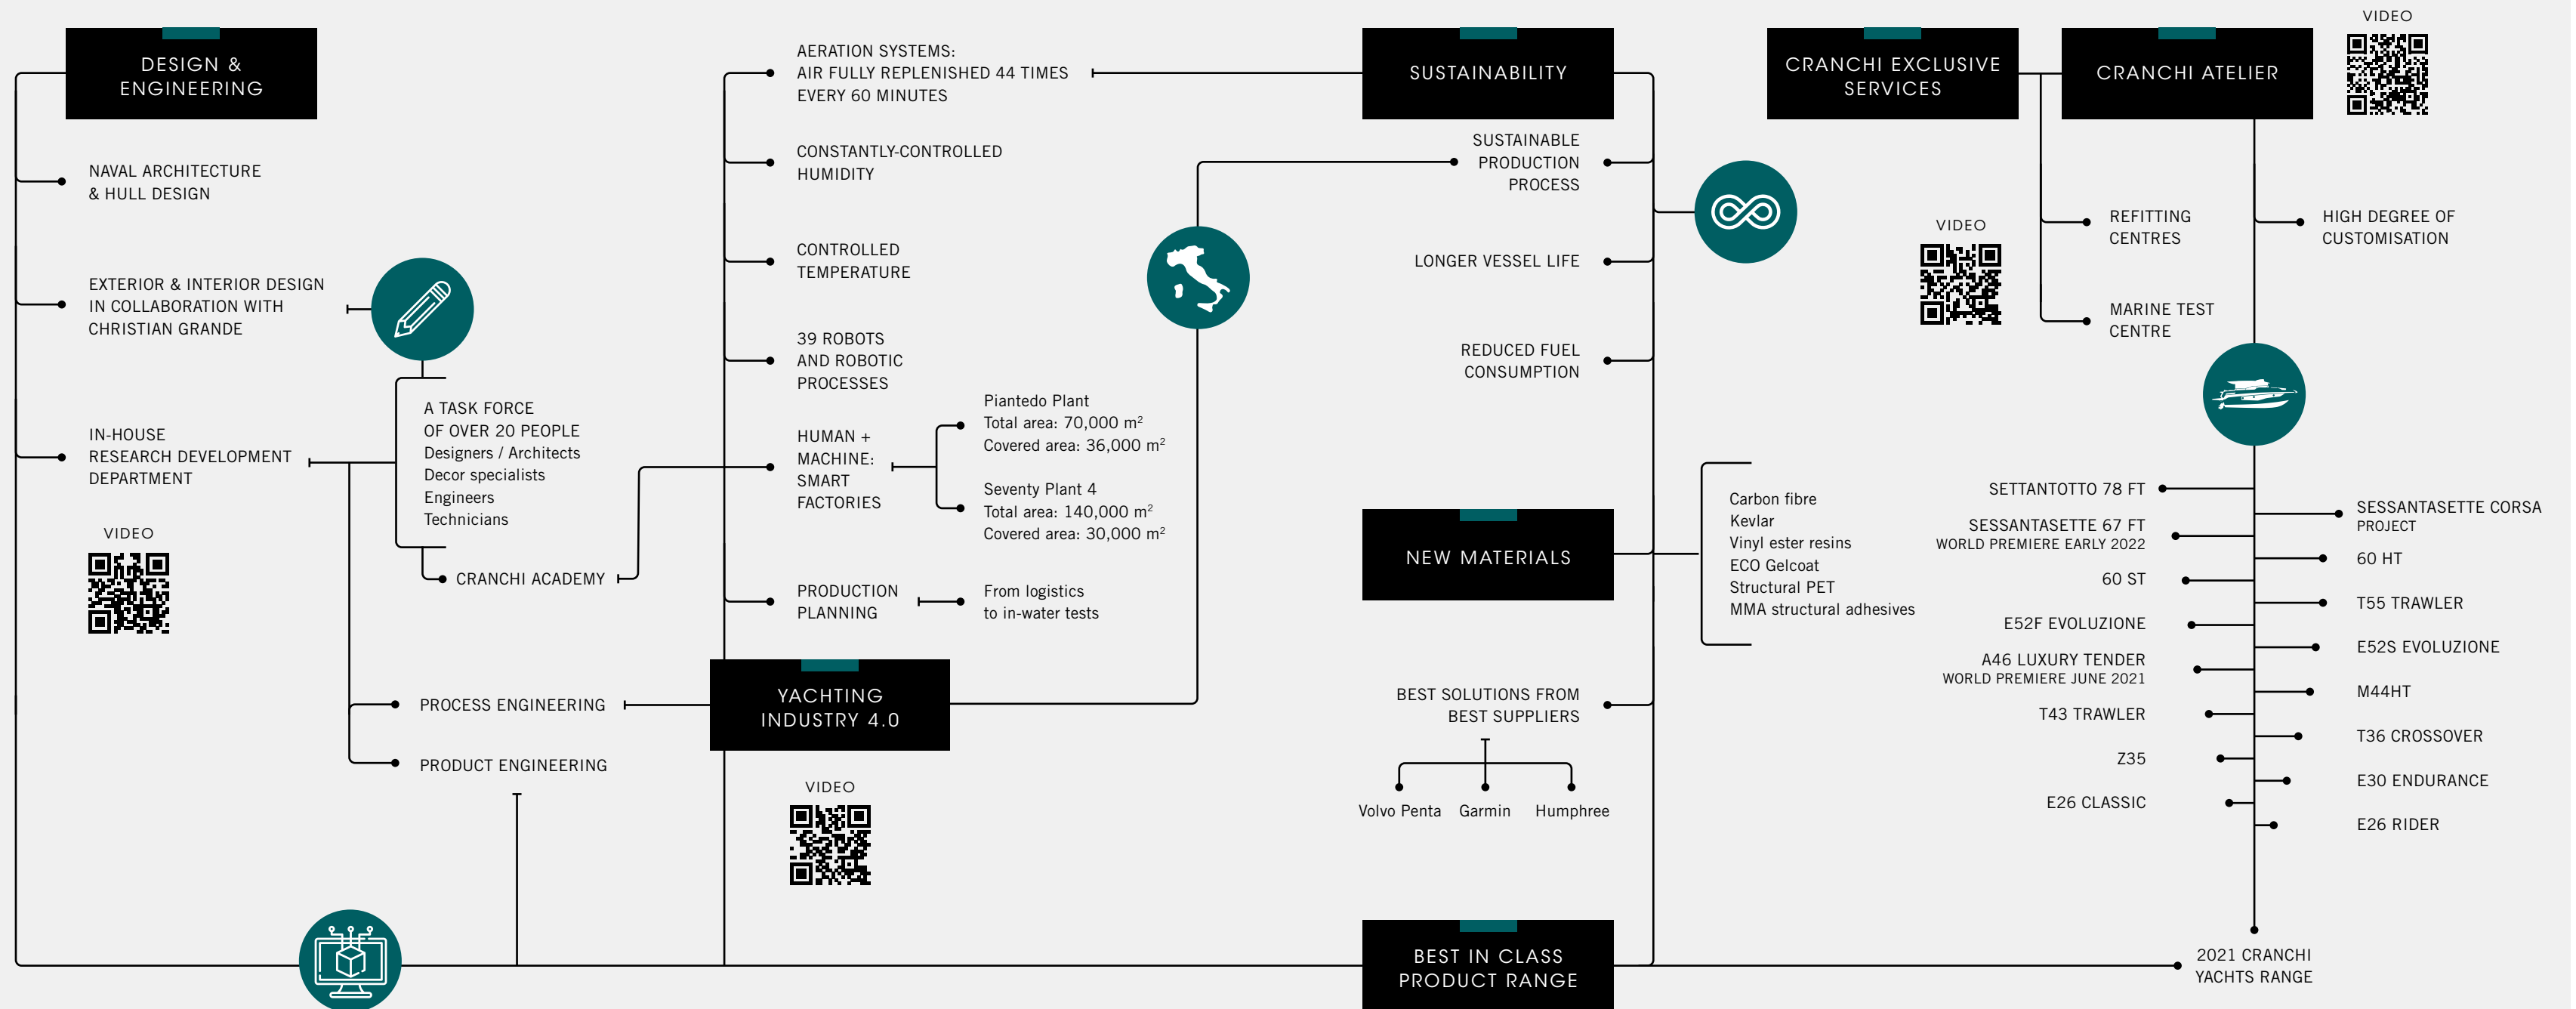 DESIGN &
ENGINEERING
NAVAL ARCHITECTURE
& HULL DESIGN
EXTERIOR & INTERIOR DESIGN
IN COLLABORATION WITH
CHRISTIAN GRANDE
IN-HOUSE
RESEARCH DEVELOPMENT
DEPARTMENT
VIDEO
A TASK FORCE
OF OVER 20 PEOPLE
Designers / Architects
Decor specialists
Engineers
Technicians
CRANCHI ACADEMY
PROCESS ENGINEERING
PRODUCT ENGINEERING
AERATION SYSTEMS:
AIR FULLY REPLENISHED 44 TIMES
EVERY 60 MINUTES
CONSTANTLY-CONTROLLED
HUMIDITY
CONTROLLED
TEMPERATURE
39 ROBOTS
AND ROBOTIC
PROCESSES
HUMAN +
MACHINE:
SMART
FACTORIES
Piantedo Plant
Total area: 70,000 m²
Covered area: 36,000 m²
Seventy Plant 4
Total area: 140,000 m²
Covered area: 30,000 m²
PRODUCTION
PLANNING
From logistics
to in-water tests
YACHTING
INDUSTRY 4.0
VIDEO
SUSTAINABILITY
SUSTAINABLE
PRODUCTION
PROCESS
LONGER VESSEL LIFE
REDUCED FUEL
CONSUMPTION
NEW MATERIALS
Carbon fibre
Kevlar
Vinyl ester resins
ECO Gelcoat
Structural PET
MMA structural adhesives
BEST SOLUTIONS FROM
BEST SUPPLIERS
Volvo Penta
Garmin
Humphree
BEST IN CLASS
PRODUCT RANGE
CRANCHI EXCLUSIVE
SERVICES
VIDEO
REFITTING
CENTRES
MARINE TEST
CENTRE
CRANCHI ATELIER
VIDEO
HIGH DEGREE OF
CUSTOMISATION
SETTANTOTTO 78 FT
SESSANTASETTE CORSA
PROJECT
SESSANTASETTE 67 FT
WORLD PREMIERE EARLY 2022
60 HT
60 ST
T55 TRAWLER
E52F EVOLUZIONE
E52S EVOLUZIONE
A46 LUXURY TENDER
WORLD PREMIERE JUNE 2021
M44HT
T43 TRAWLER
T36 CROSSOVER
Z35
E30 ENDURANCE
E26 CLASSIC
E26 RIDER
2021 CRANCHI
YACHTS RANGE